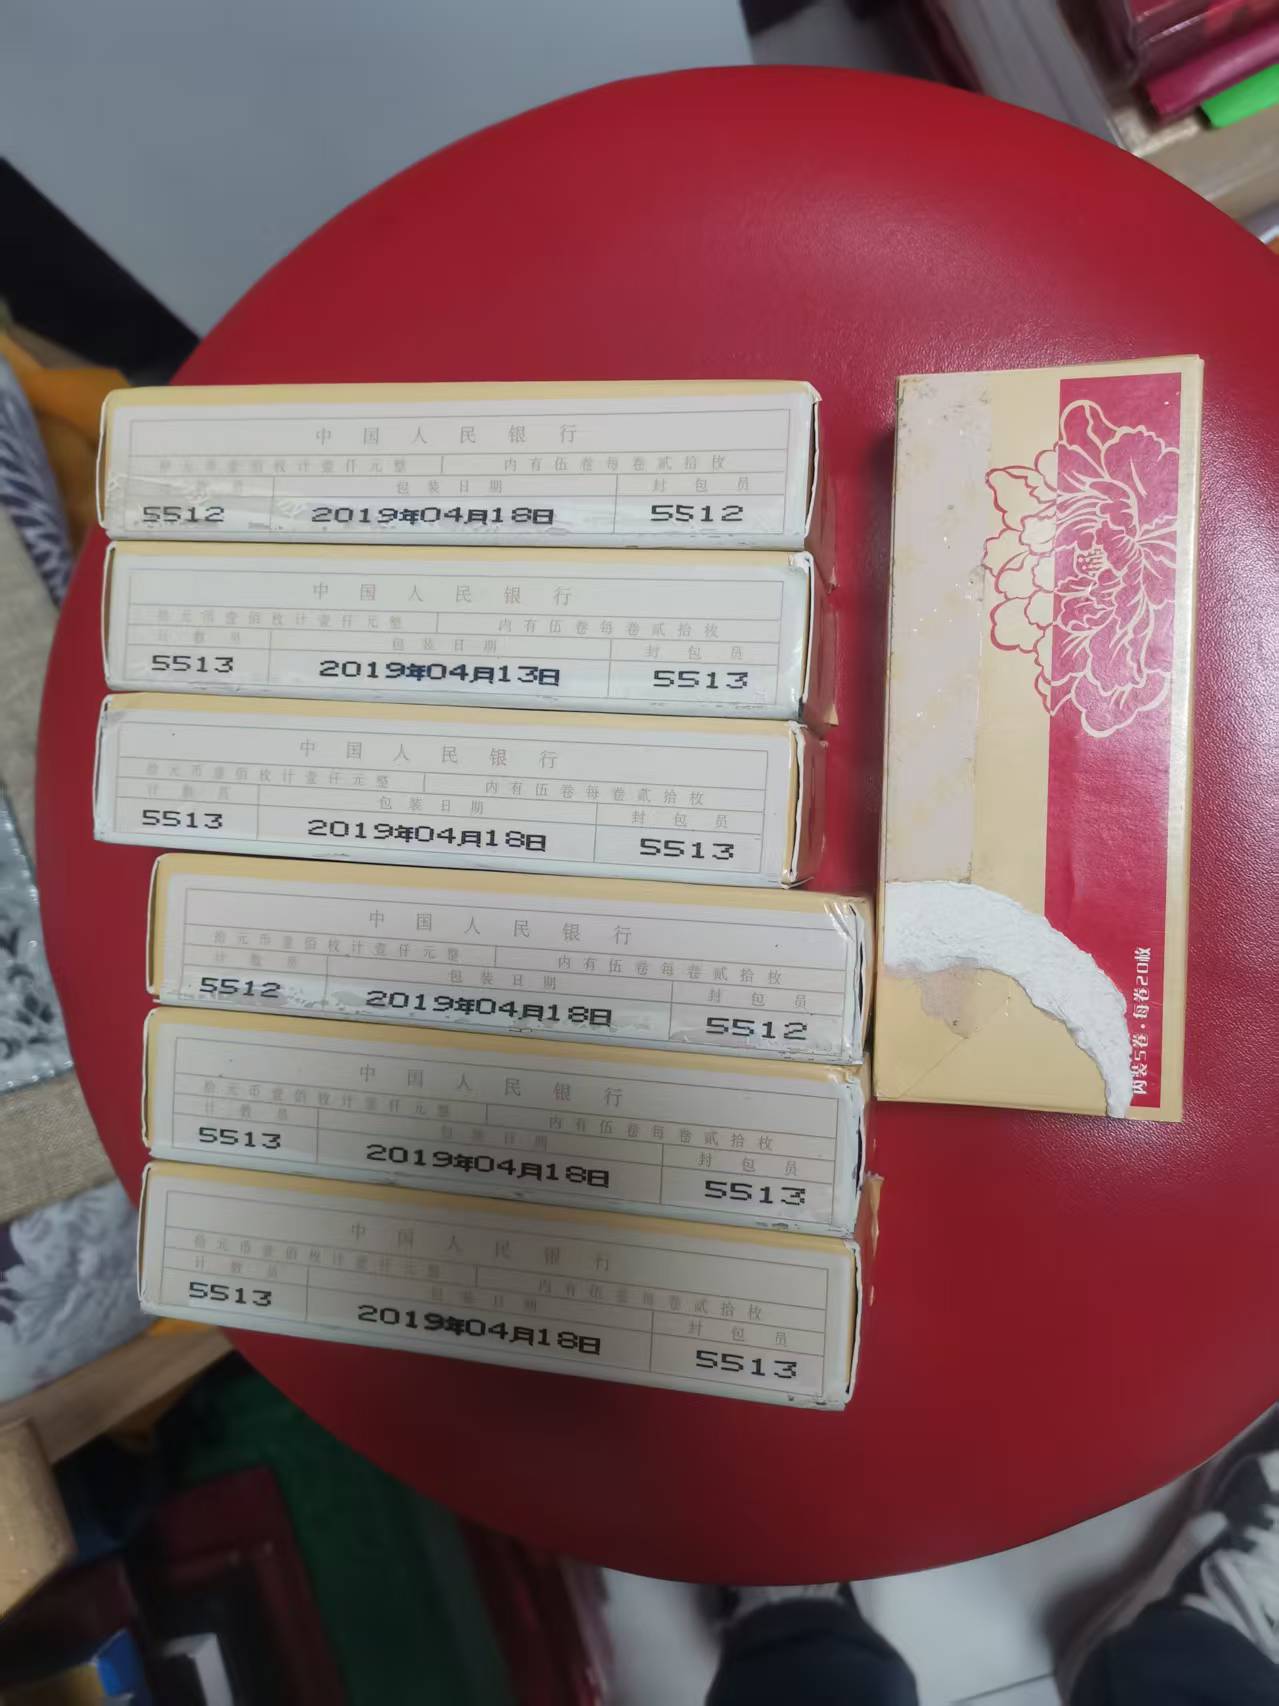 中国人民银行
拾元币壹佰枚计壹仟元整 内有伍卷每卷贰拾枚
计数员 包装日期 封包员
5512 2019年04月18日 5512
中国人民银行
拾元币壹佰枚计壹仟元整 内有伍卷每卷贰拾枚
计数员 包装日期 封包员
5513 2019年04月13日 5513
中国人民银行
拾元币壹佰枚计壹仟元整 内有伍卷每卷贰拾枚
计数员 包装日期 封包员
5513 2019年04月18日 5513
中国人民银行
拾元币壹佰枚计壹仟元整 内有伍卷每卷贰拾枚
计数员 包装日期 封包员
5512 2019年04月18日 5512
中国人民银行
拾元币壹佰枚计壹仟元整 内有伍卷每卷贰拾枚
计数员 包装日期 封包员
5513 2019年04月18日 5513
中国人民银行
拾元币壹佰枚计壹仟元整 内有伍卷每卷贰拾枚
计数员 包装日期 封包员
5513 2019年04月18日 5513
内装5卷·每卷20枚